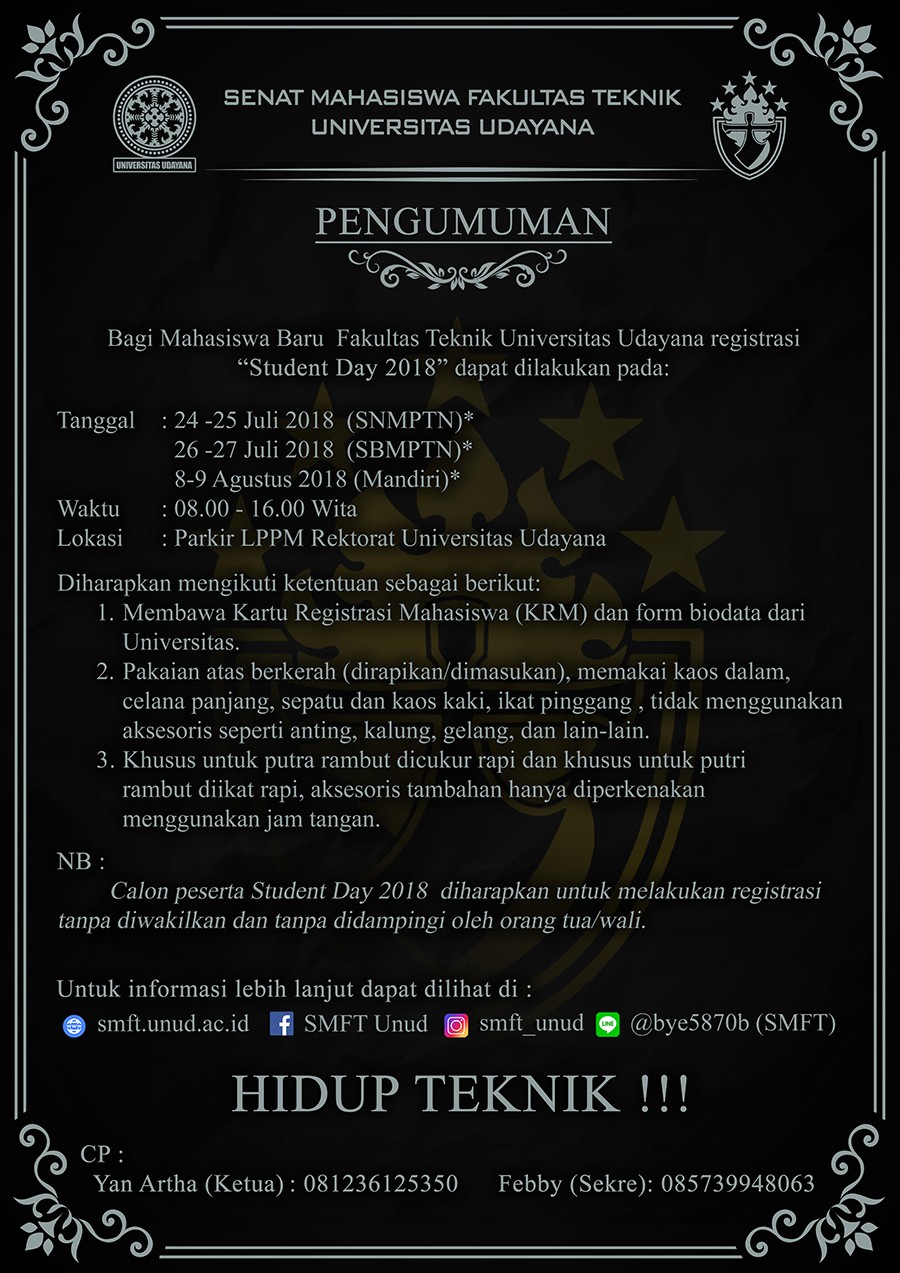 SENAT MAHASISWA FAKULTAS TEKNIK
UNIVERSITAS UDAYANA
UNIVERSITAS UDAYANA
PENGUMUMAN
Bagi Mahasiswa Baru Fakultas Teknik Universitas Udayana registrasi
“Student Day 2018” dapat dilakukan pada:
Tanggal : 24 -25 Juli 2018 (SNMPTN)*
26 -27 Juli 2018 (SBMPTN)*
8-9 Agustus 2018 (Mandiri)*
Waktu : 08.00 - 16.00 Wita
Lokasi : Parkir LPPM Rektorat Universitas Udayana
Diharapkan mengikuti ketentuan sebagai berikut:
1. Membawa Kartu Registrasi Mahasiswa (KRM) dan form biodata dari
Universitas.
2. Pakaian atas berkerah (dirapikan/dimasukan), memakai kaos dalam,
celana panjang, sepatu dan kaos kaki, ikat pinggang , tidak menggunakan
aksesoris seperti anting, kalung, gelang, dan lain-lain.
3. Khusus untuk putra rambut dicukur rapi dan khusus untuk putri
rambut diikat rapi, aksesoris tambahan hanya diperkenakan
menggunakan jam tangan.
NB :
Calon peserta Student Day 2018 diharapkan untuk melakukan registrasi
tanpa diwakilkan dan tanpa didampingi oleh orang tua/wali.
Untuk informasi lebih lanjut dapat dilihat di :
smft.unud.ac.id SMFT Unud smft_unud LINE @bye5870b (SMFT)
HIDUP TEKNIK !!!
CP :
Yan Artha (Ketua) : 081236125350 Febby (Sekre): 085739948063